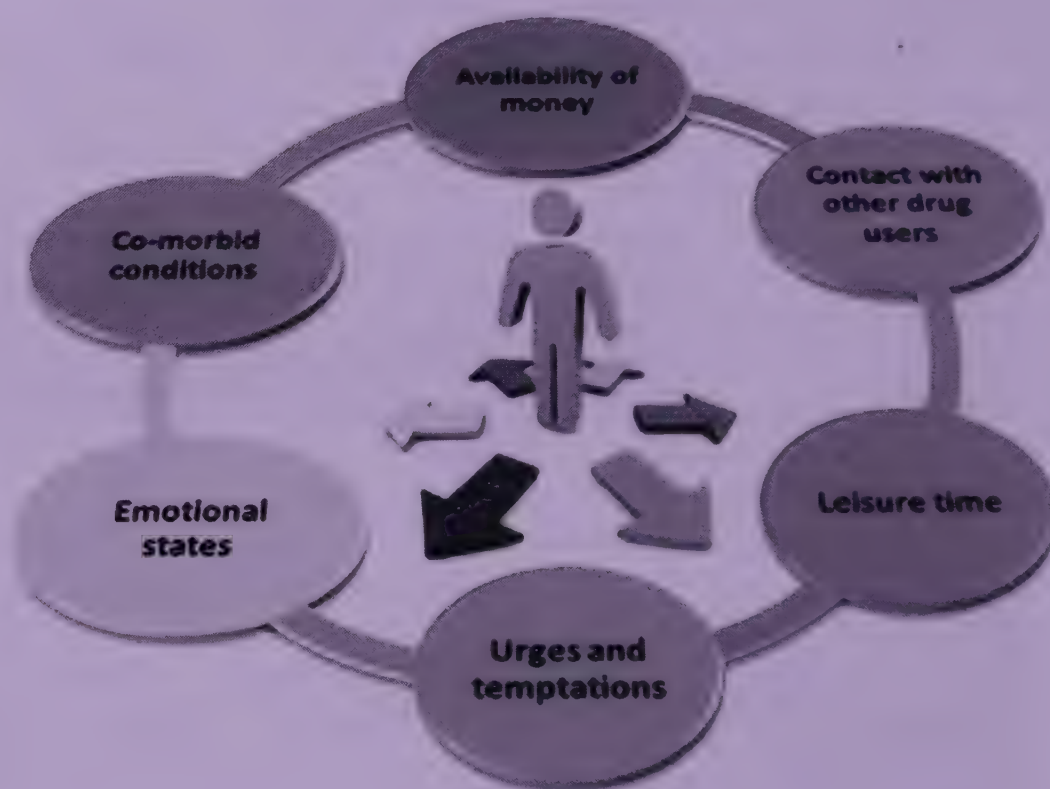 Availability of
money
Contact with
other drug
users
Leisure time
Urges and
temptations
Emotional
states
Co-morbid
conditions